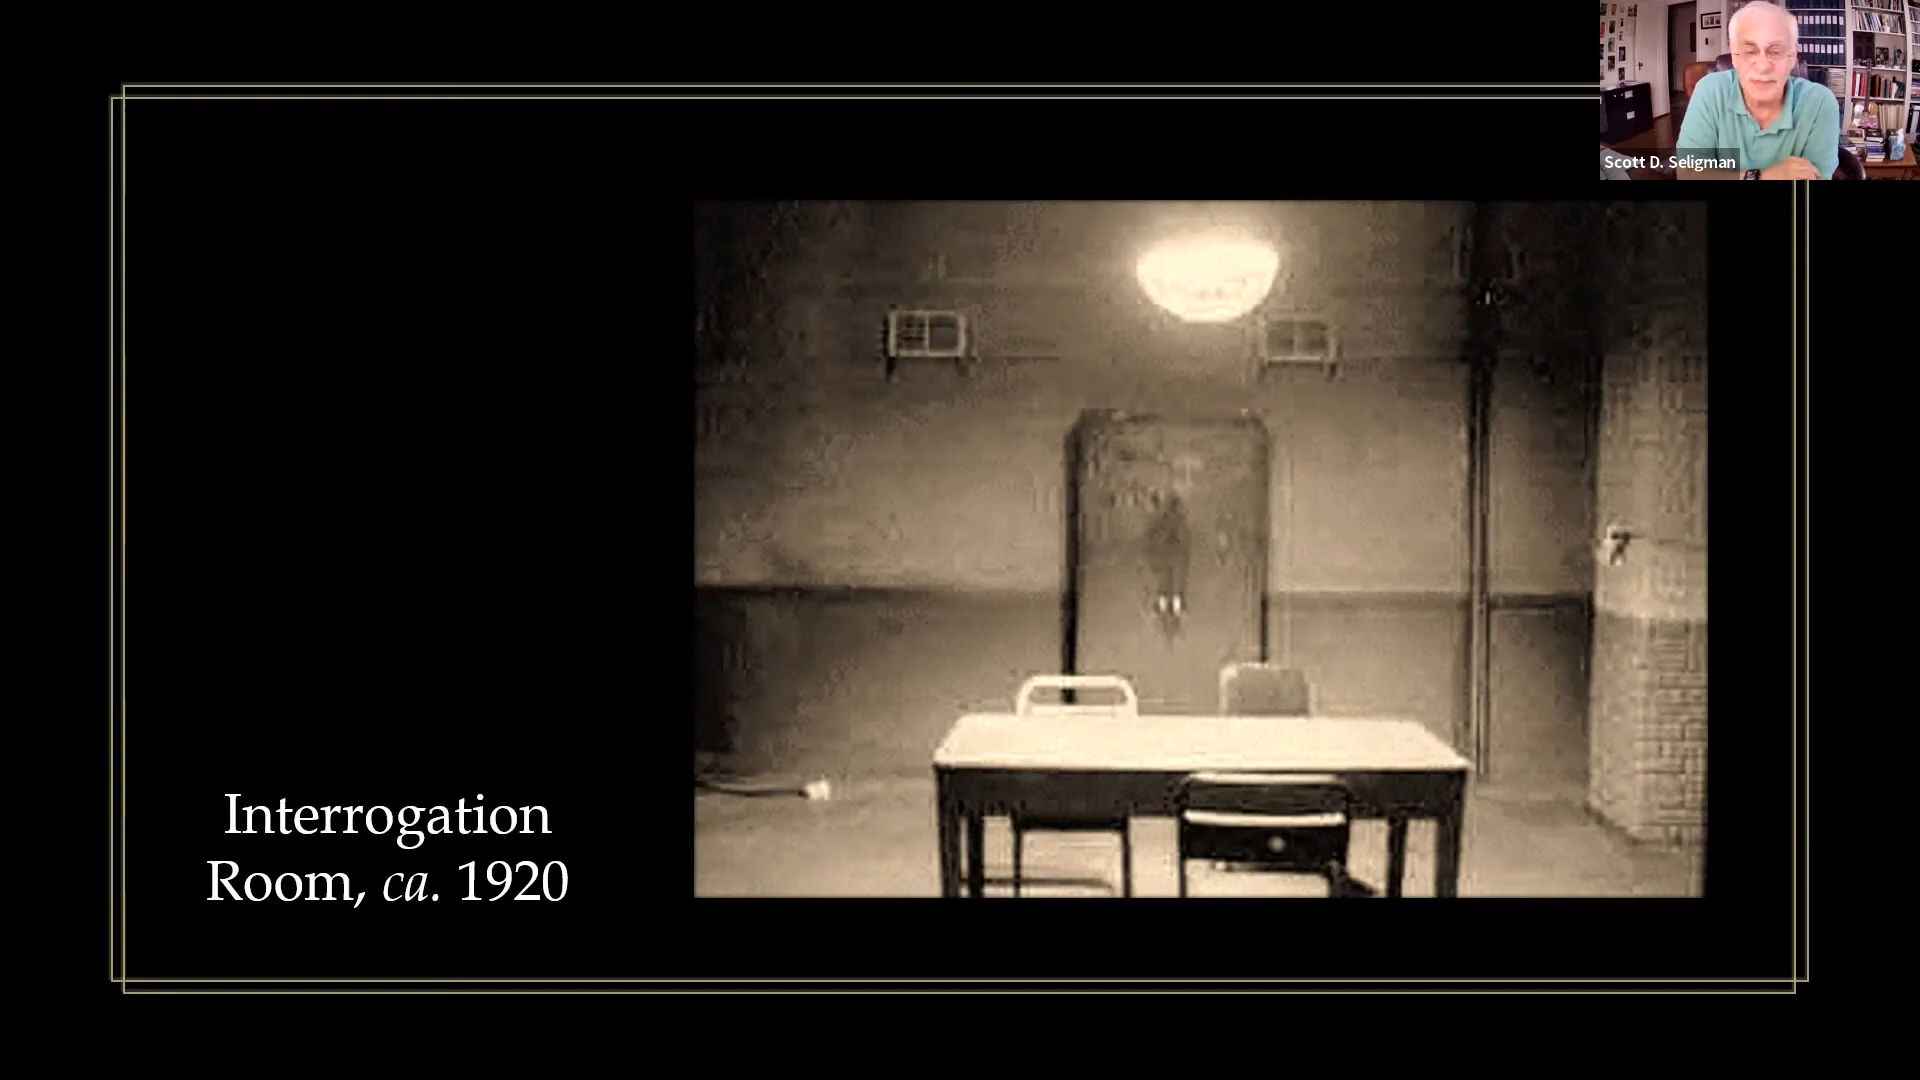 Scott D. Seligman
Interrogation
Room, ca. 1920